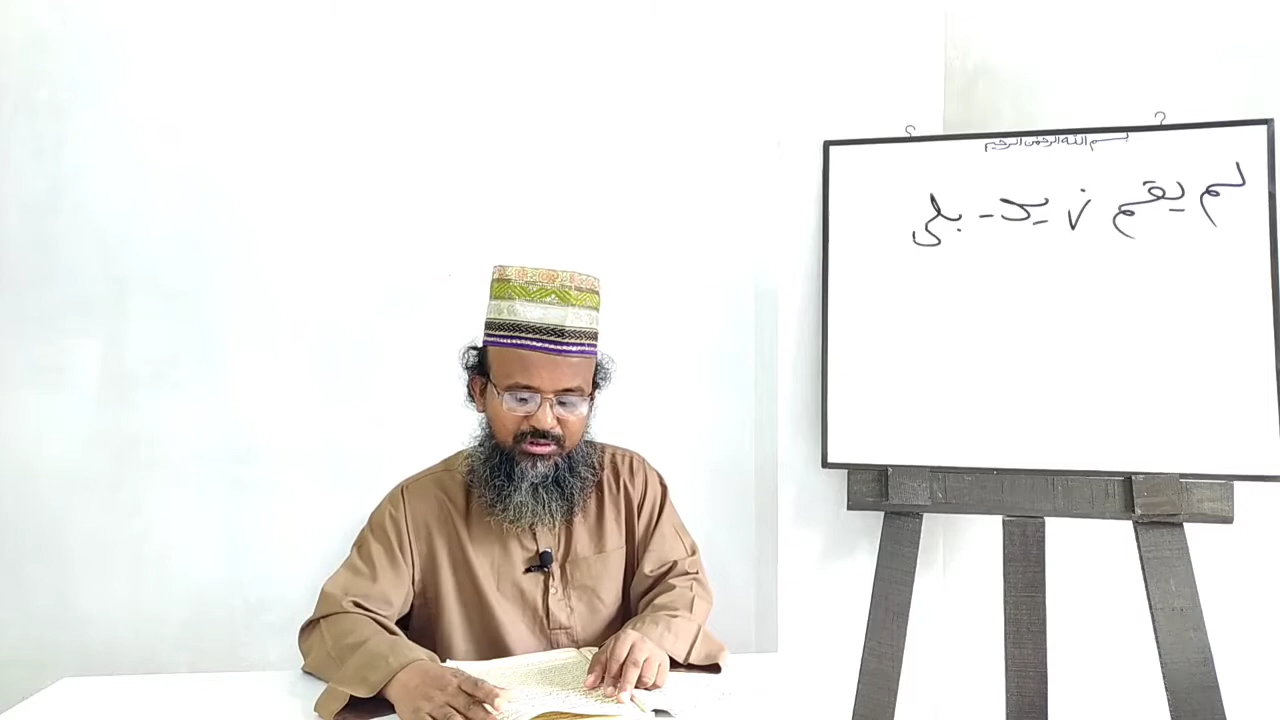 بسم الله الرحمن الرحيم
لم يقم زيد - بلى